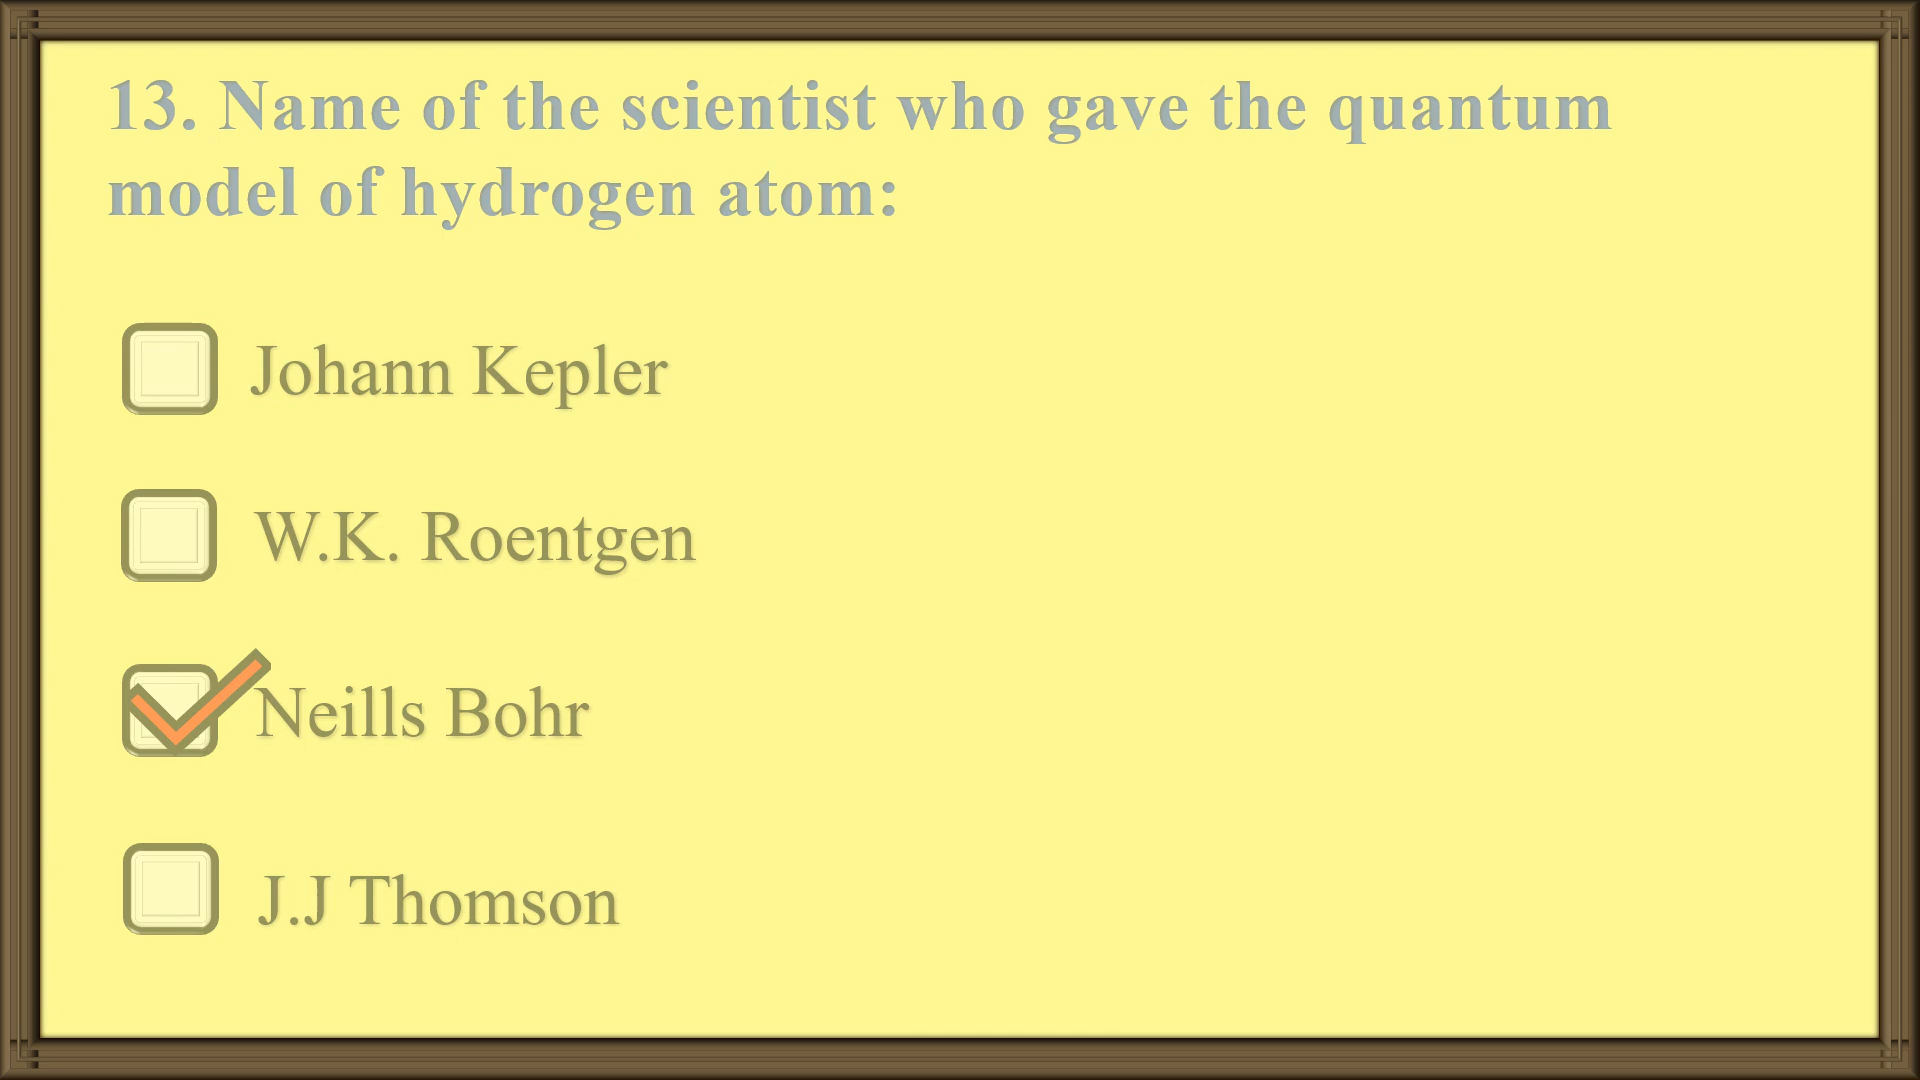 13. Name of the scientist who gave the quantum
model of hydrogen atom:
Johann Kepler
W.K. Roentgen
Neills Bohr
J.J Thomson